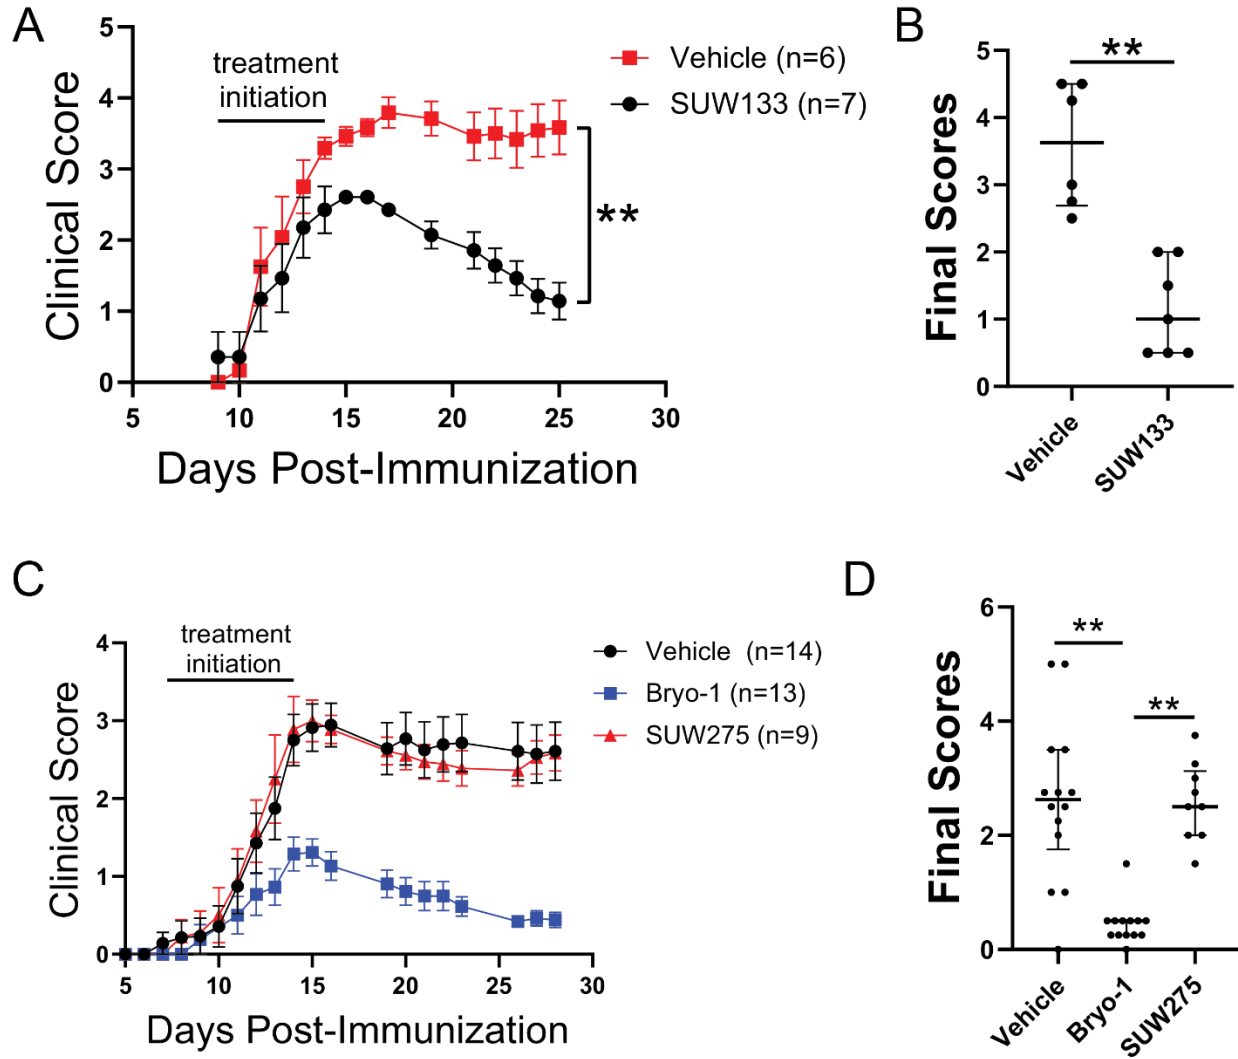 A
treatment
initiation
Vehicle (n=6)
SUW133 (n=7)
**
Clinical Score
5
4
3
2
1
0
5
10
15
20
25
30
Days Post-Immunization
B
**
Final Scores
5
4
3
2
1
0
Vehicle
SUW133
C
treatment
initiation
Vehicle (n=14)
Bryo-1 (n=13)
SUW275 (n=9)
Clinical Score
4
3
2
1
0
5
10
15
20
25
30
Days Post-Immunization
D
**
**
Final Scores
6
4
2
0
Vehicle
Bryo-1
SUW275